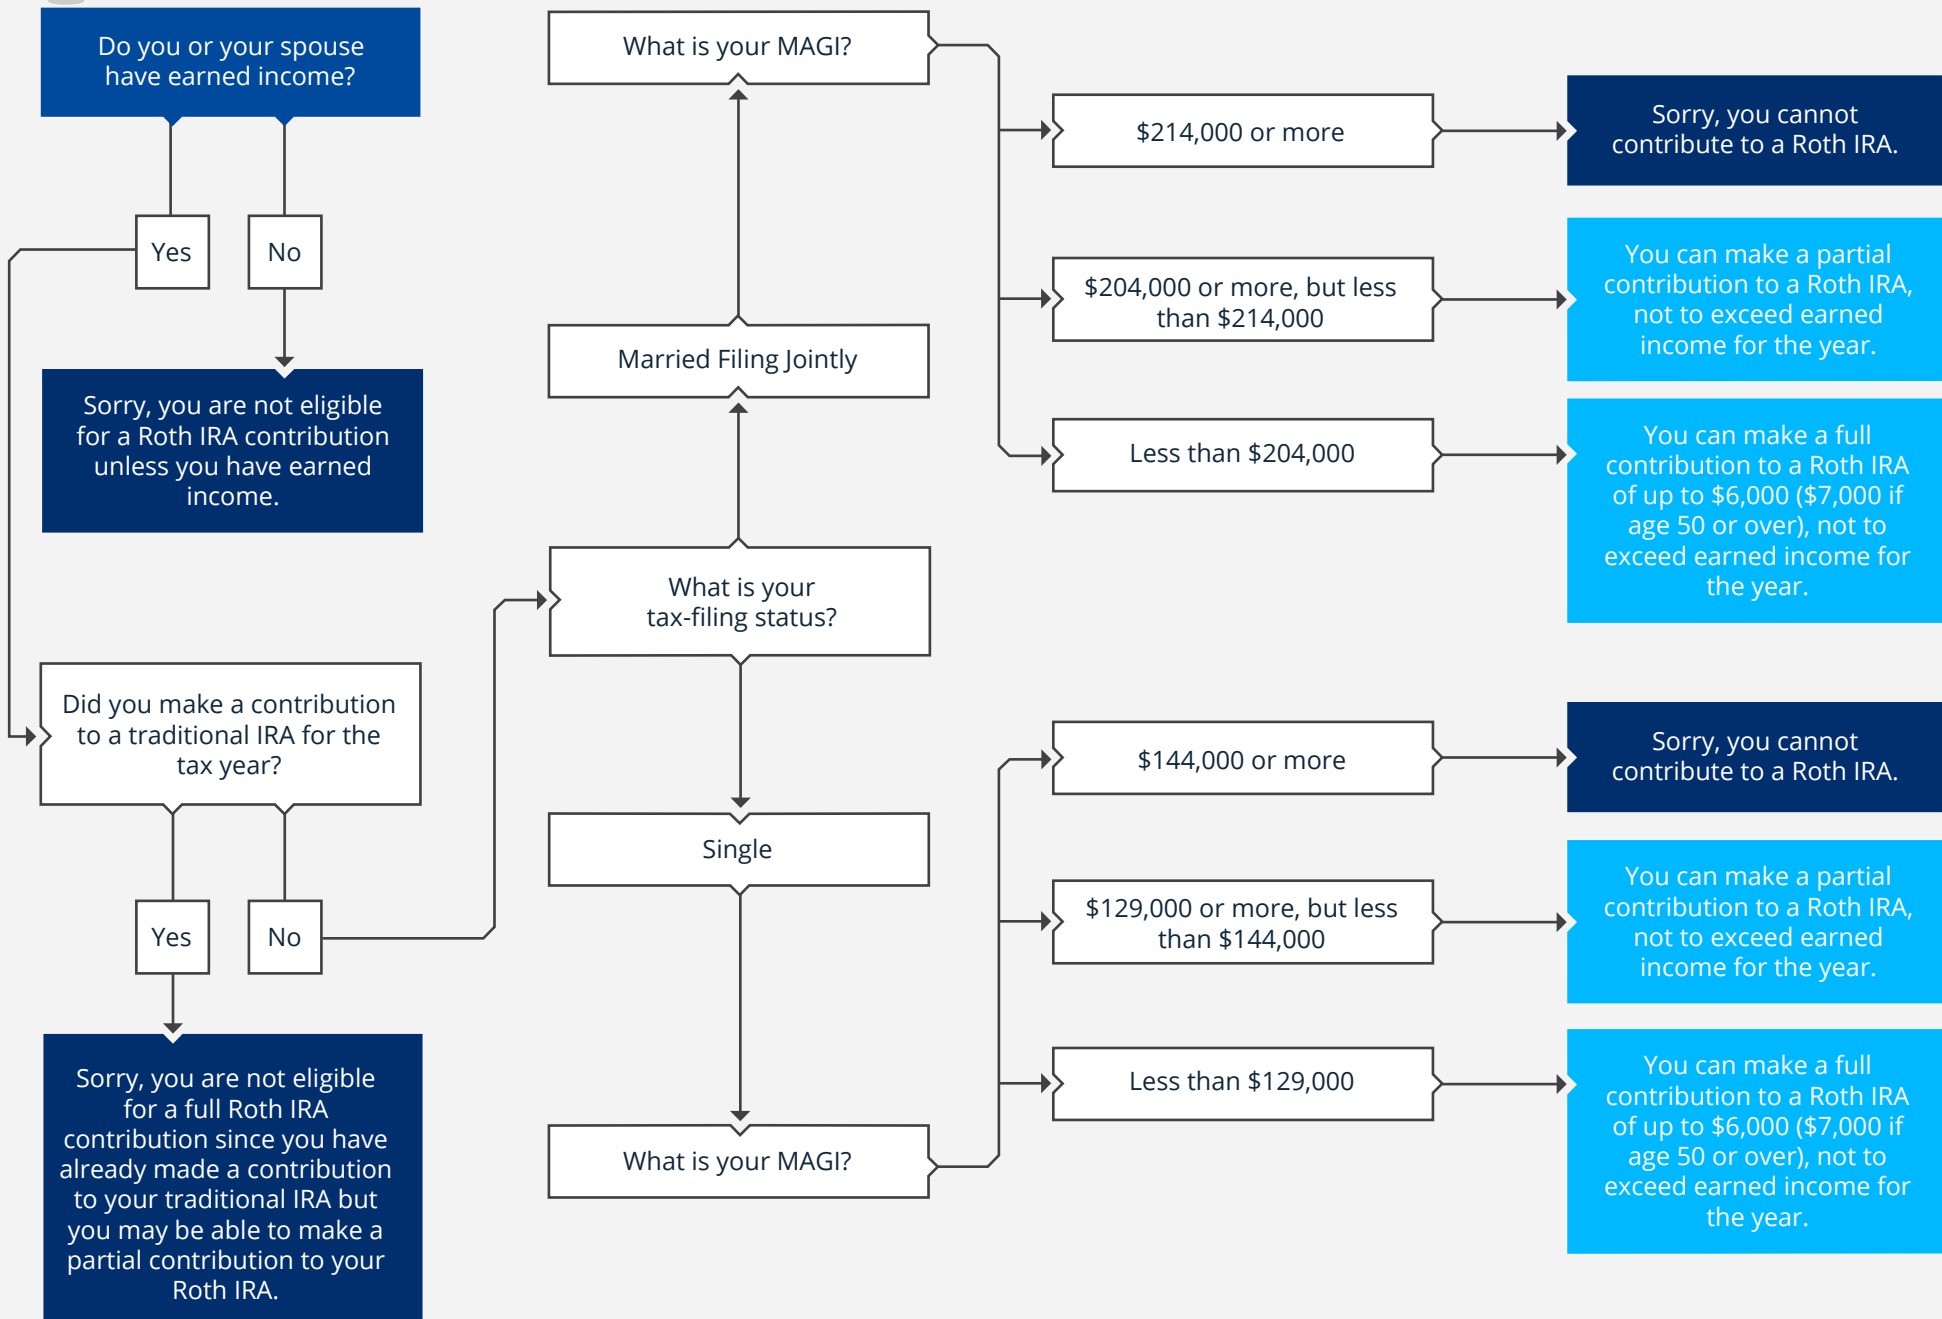 Do you or your spouse
have earned income?
Yes
No
Sorry, you are not eligible
for a Roth IRA contribution
unless you have earned
income.
Did you make a contribution
to a traditional IRA for the
tax year?
Yes
No
Sorry, you are not eligible
for a full Roth IRA
contribution since you have
already made a contribution
to your traditional IRA but
you may be able to make a
partial contribution to your
Roth IRA.
What is your MAGI?
Married Filing Jointly
What is your
tax-filing status?
Single
What is your MAGI?
$214,000 or more
$204,000 or more, but less
than $214,000
Less than $204,000
$144,000 or more
$129,000 or more, but less
than $144,000
Less than $129,000
Sorry, you cannot
contribute to a Roth IRA.
You can make a partial
contribution to a Roth IRA,
not to exceed earned
income for the year.
You can make a full
contribution to a Roth IRA
of up to $6,000 ($7,000 if
age 50 or over), not to
exceed earned income for
the year.
Sorry, you cannot
contribute to a Roth IRA.
You can make a partial
contribution to a Roth IRA,
not to exceed earned
income for the year.
You can make a full
contribution to a Roth IRA
of up to $6,000 ($7,000 if
age 50 or over), not to
exceed earned income for
the year.